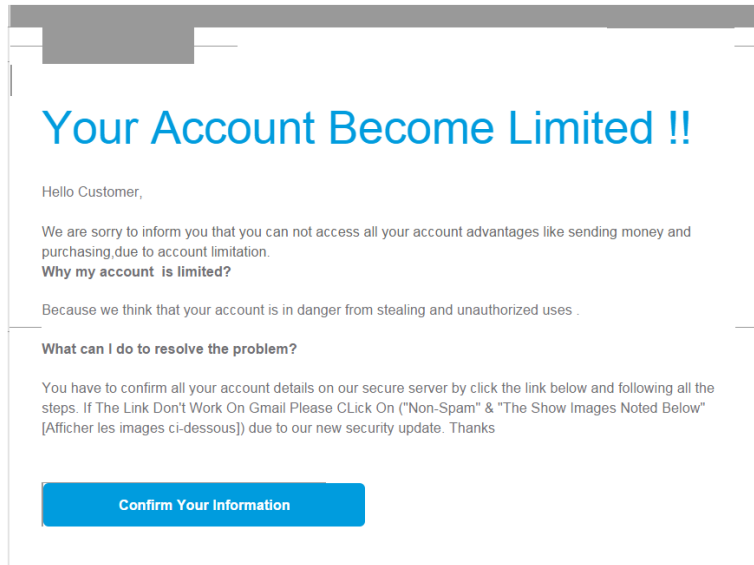 Your Account Become Limited !!
Hello Customer,
We are sorry to inform you that you can not access all your account advantages like sending money and
purchasing,due to account limitation.
Why my account  is limited?
Because we think that your account is in danger from stealing and unauthorized uses .
What can I do to resolve the problem?
You have to confirm all your account details on our secure server by click the link below and following all the
steps. If The Link Don't Work On Gmail Please CLick On ("Non-Spam" & "The Show Images Noted Below"
[Afficher les images ci-dessous]) due to our new security update. Thanks
Confirm Your Information